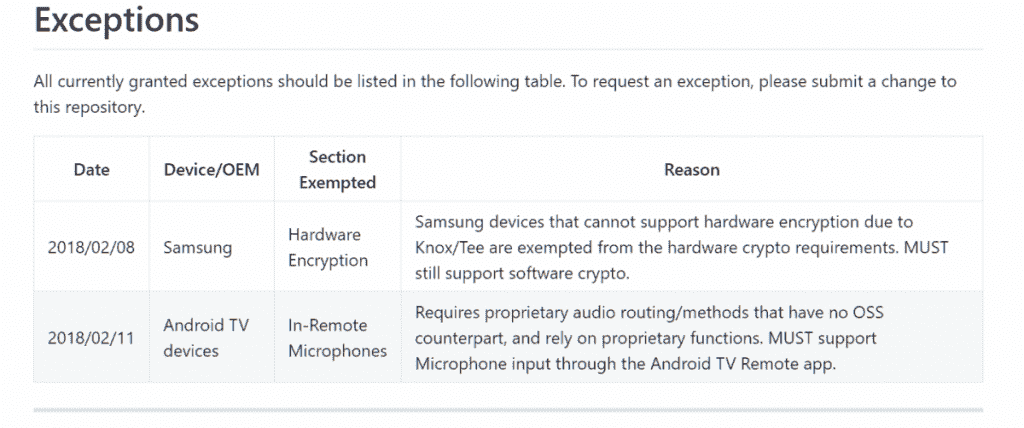 Exceptions
All currently granted exceptions should be listed in the following table. To request an exception, please submit a change to
this repository.
Date
Device/OEM
Section
Exempted
Reason
2018/02/08
Samsung
Hardware
Encryption
Samsung devices that cannot support hardware encryption due to
Knox/Tee are exempted from the hardware crypto requirements. MUST
still support software crypto.
2018/02/11
Android TV
devices
In-Remote
Microphones
Requires proprietary audio routing/methods that have no OSS
counterpart, and rely on proprietary functions. MUST support
Microphone input through the Android TV Remote app.